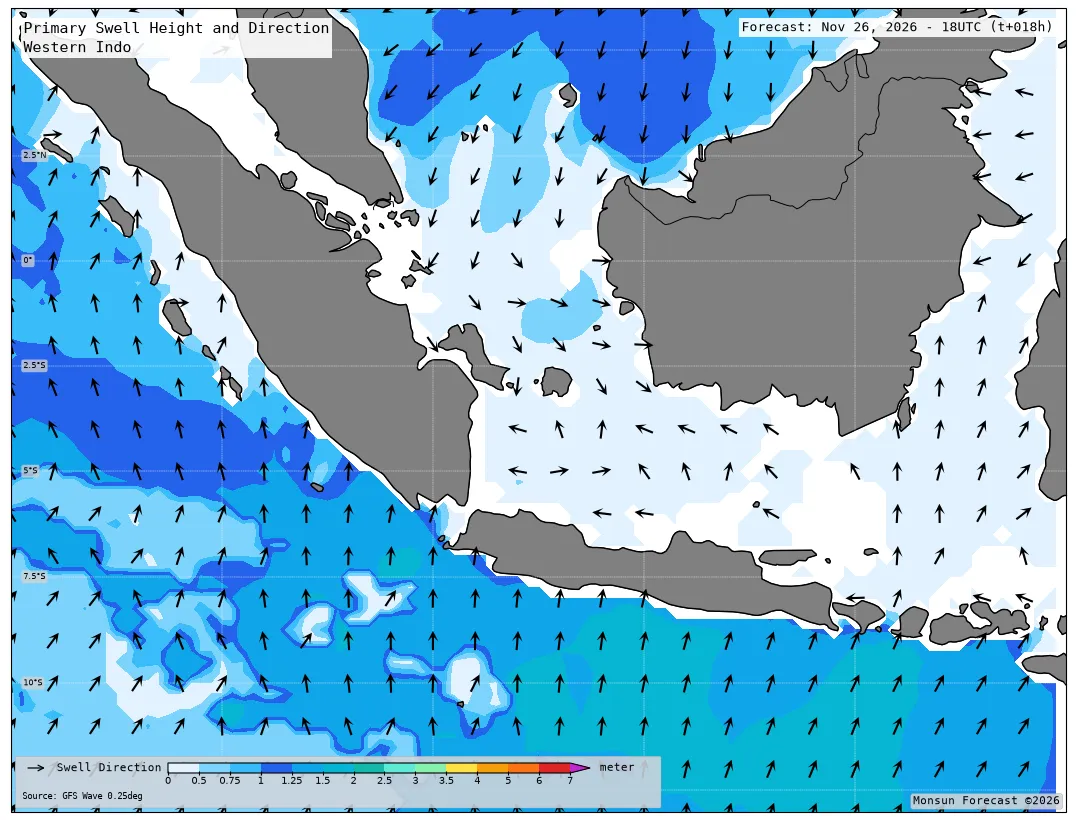 Primary Swell Height and Direction
Western Indo
Forecast: Nov 26, 2026 - 18UTC (t+018h)
2.5°N
0°
2.5°S
5°S
7.5°S
10°S
Swell Direction
meter
0 0.5 0.75 1 1.25 1.5 2 2.5 3 3.5 4 5 6 7
Source: GFS Wave 0.25deg
Monsun Forecast ©2026